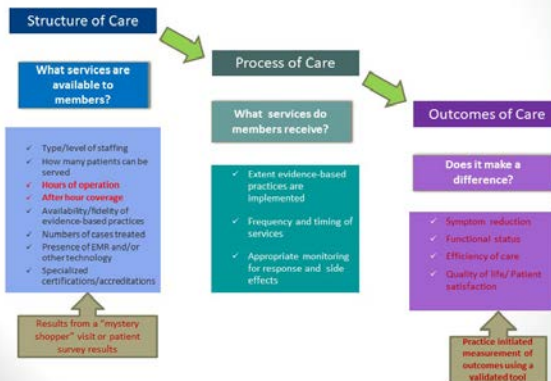 Structure of Care
What services are
available to
members?
Type/level of staffing
How many patients can be
served
Hours of operation
After hour coverage
Availability/fidelity of
evidence-based practices
Numbers of cases treated
Presence of EMR and/or
other technology
Specialized
certifications/accreditations
Results from a "mystery
shopper" visit or patient
survey results
Process of Care
What services do
members receive?
Extent evidence-based
practices are
implemented
Frequency and timing of
services
Appropriate monitoring
for response and side
effects
Outcomes of Care
Does it make a
difference?
Symptom reduction
Functional status
Efficiency of care
Quality of life/ Patient
satisfaction
Practice initiated
measurement of
outcomes using a
validated tool